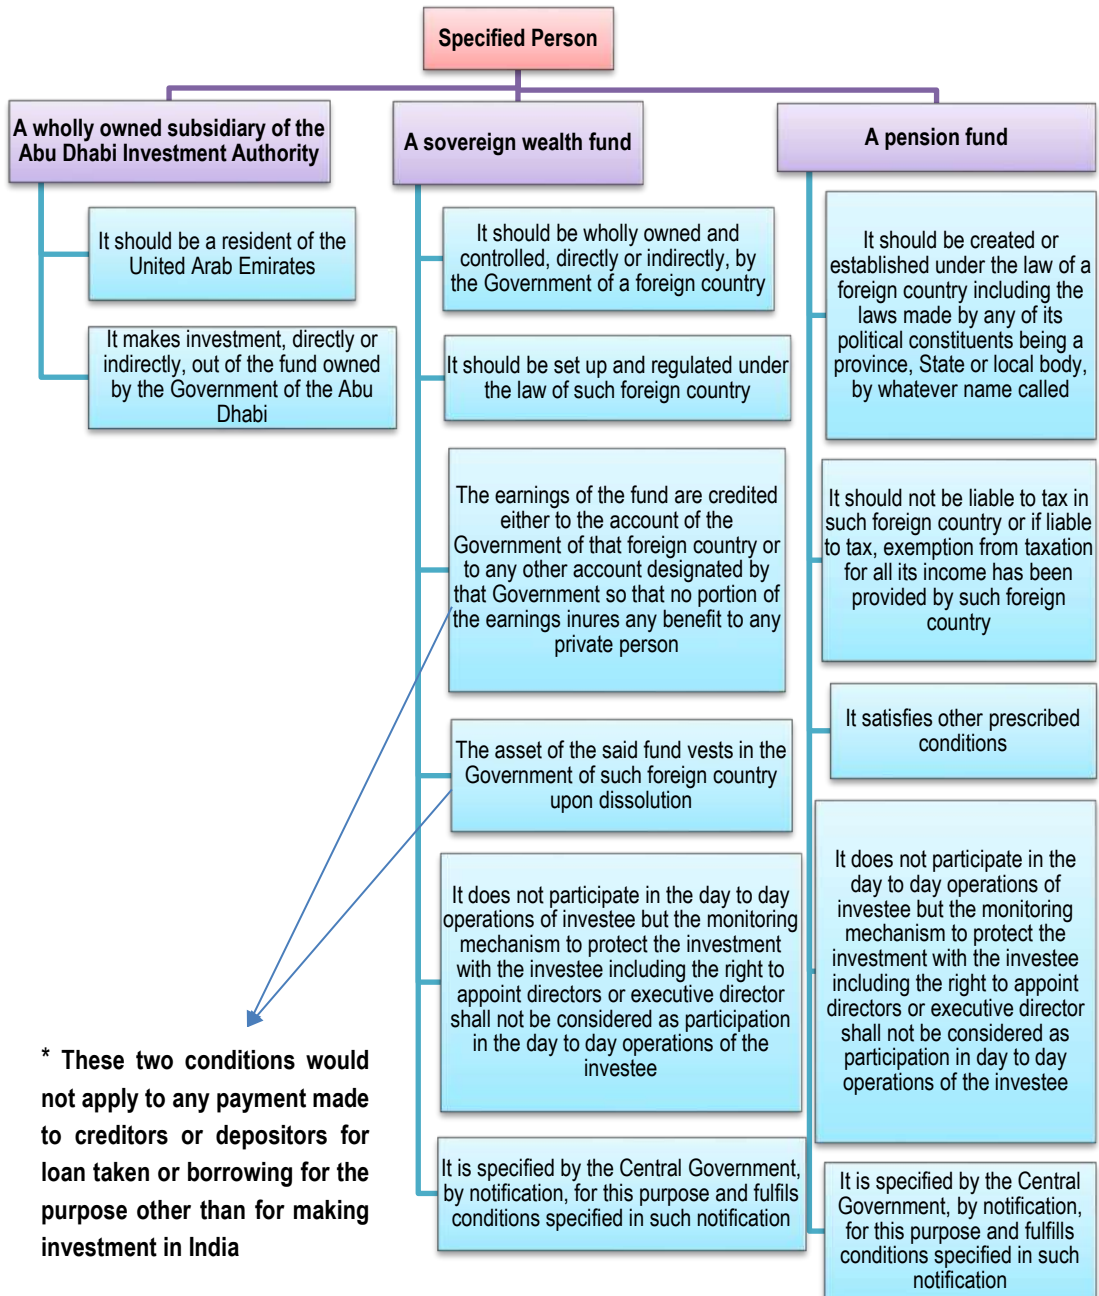 Specified Person
A wholly owned subsidiary of the
Abu Dhabi Investment Authority
It should be a resident of the
United Arab Emirates
It makes investment, directly or
indirectly, out of the fund owned
by the Government of the Abu
Dhabi
A sovereign wealth fund
It should be wholly owned and
controlled, directly or indirectly, by
the Government of a foreign country
It should be set up and regulated under
the law of such foreign country
The earnings of the fund are credited
either to the account of the
Government of that foreign country or
to any other account designated by
that Government so that no portion of
the earnings inures any benefit to any
private person
The asset of the said fund vests in the
Government of such foreign country
upon dissolution
It does not participate in the day to day
operations of investee but the monitoring
mechanism to protect the investment
with the investee including the right to
appoint directors or executive director
shall not be considered as participation
in the day to day operations of the
investee
It is specified by the Central Government,
by notification, for this purpose and fulfils
conditions specified in such notification
A pension fund
It should be created or
established under the law of a
foreign country including the
laws made by any of its
political constituents being a
province, State or local body,
by whatever name called
It should not be liable to tax in
such foreign country or if liable
to tax, exemption from taxation
for all its income has been
provided by such foreign
country
It satisfies other prescribed
conditions
It does not participate in the
day to day operations of
investee but the monitoring
mechanism to protect the
investment with the investee
including the right to appoint
directors or executive director
shall not be considered as
participation in day to day
operations of the investee
It is specified by the Central
Government, by notification,
for this purpose and fulfills
conditions specified in such
notification
* These two conditions would
not apply to any payment made
to creditors or depositors for
loan taken or borrowing for the
purpose other than for making
investment in India